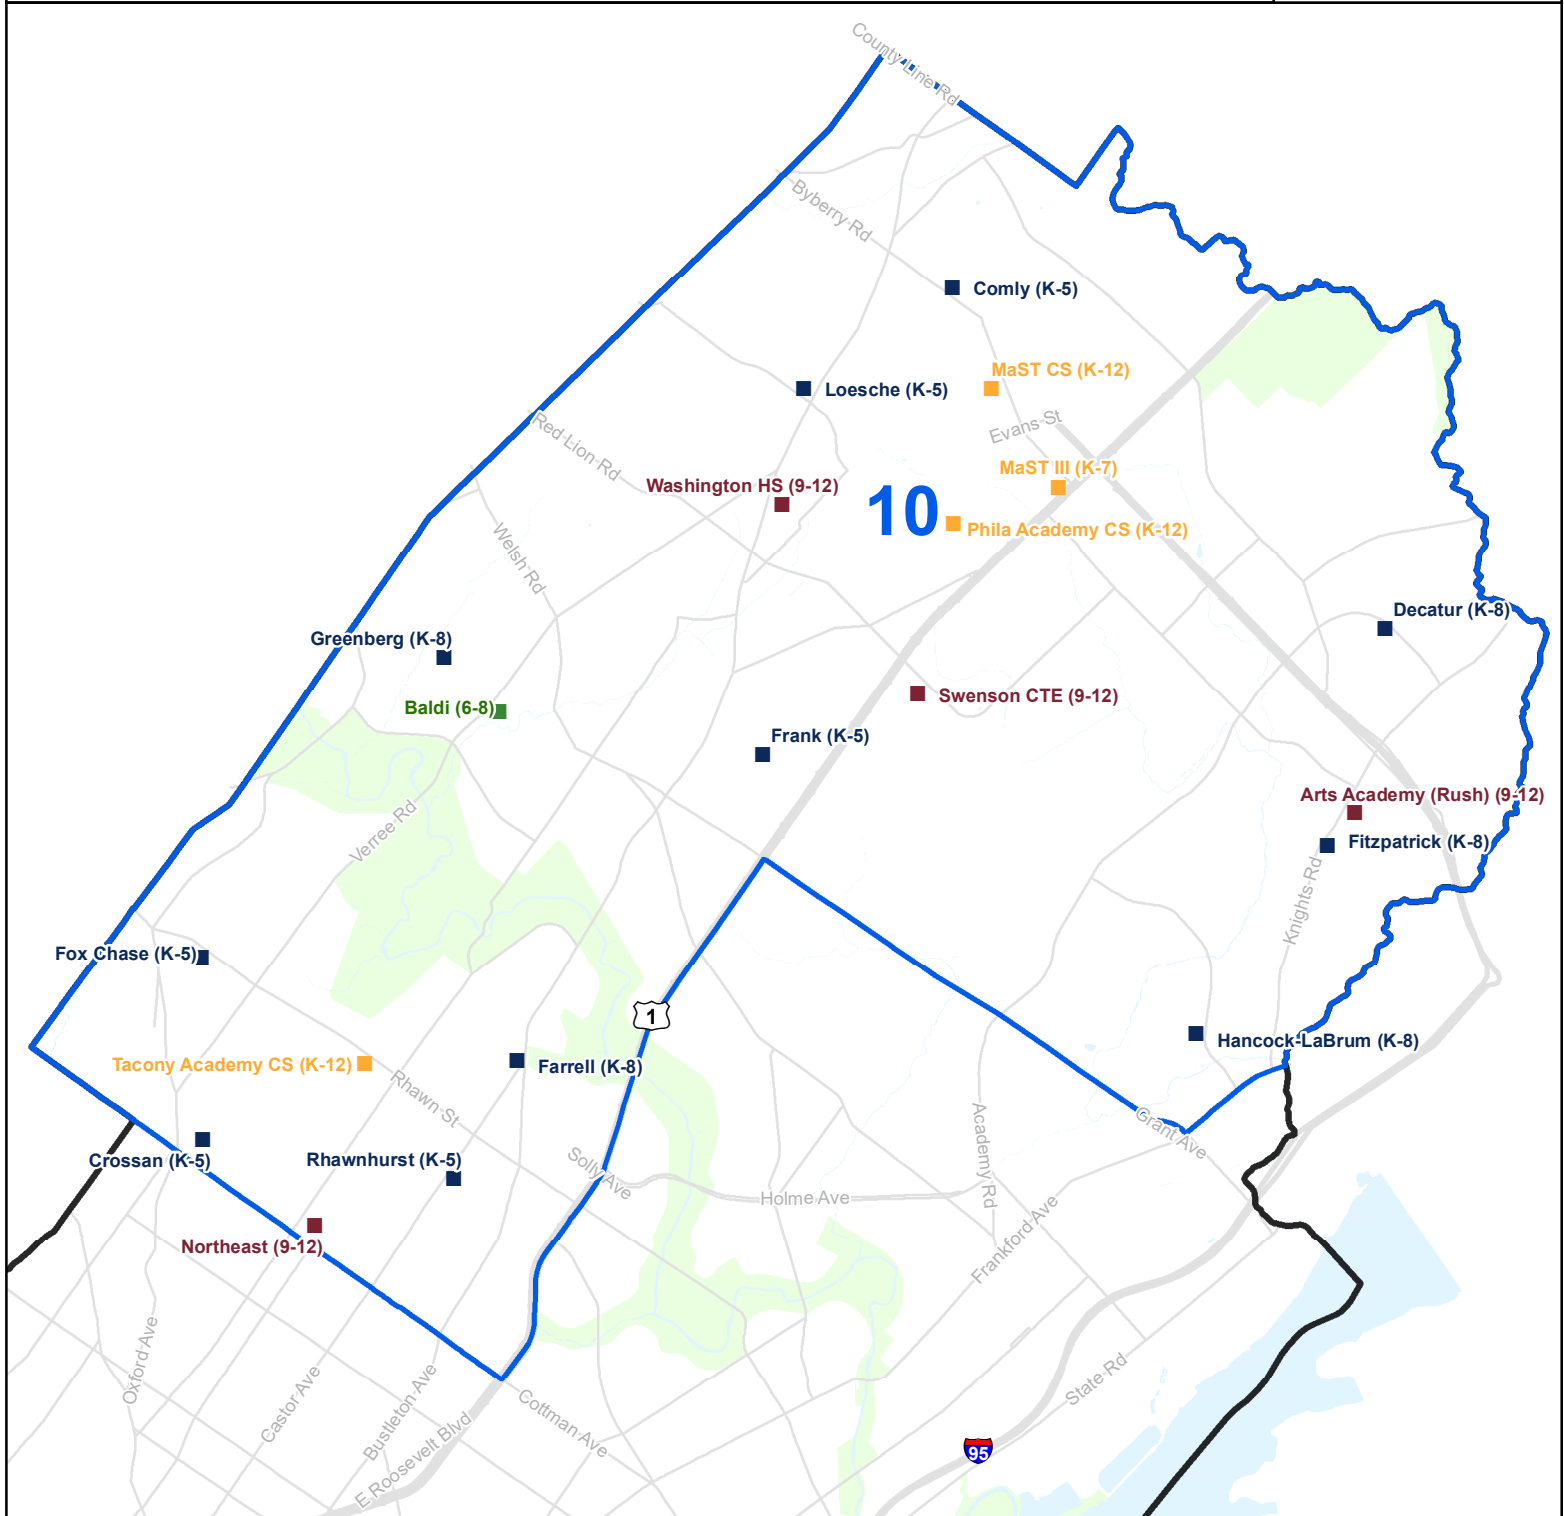 County Line Rd
Byberry Rd
Comly (K-5)
MaST CS (K-12)
Loesche (K-5)
Evans St
Red Lion Rd
MaST III (K-7)
Washington HS (9-12)
10
Phila Academy CS (K-12)
Welsh Rd
Decatur (K-8)
Greenberg (K-8)
Swenson CTE (9-12)
Baldi (6-8)
Frank (K-5)
Arts Academy (Rush) (9-12)
Verree Rd
Fitzpatrick (K-8)
Knights Rd
Fox Chase (K-5)
1
Hancock-LaBrum (K-8)
Tacony Academy CS (K-12)
Farrell (K-8)
Rhawn St
Academy Rd
Grant Ave
Crossan (K-5)
Rhawnhurst (K-5)
Solly Ave
Holme Ave
Northeast (9-12)
Frankford Ave
Oxford Ave
Castor Ave
Bustleton Ave
State Rd
Cottman Ave
E Roosevelt Blvd
95